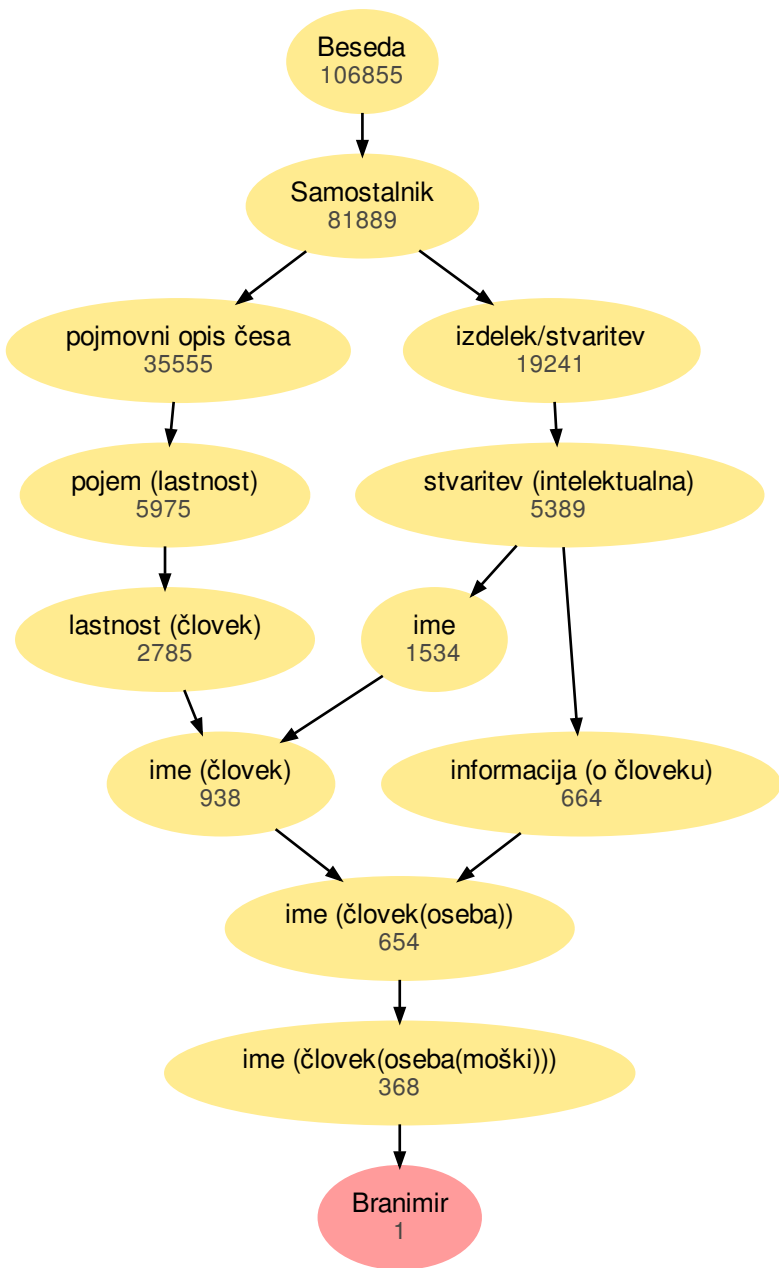 Beseda
106855
Samostalnik
81889
pojmovni opis česa
35555
izdelek/stvaritev
19241
pojem (lastnost)
5975
stvaritev (intelektualna)
5389
lastnost (človek)
2785
ime
1534
ime (človek)
938
informacija (o človeku)
664
ime (človek(oseba))
654
ime (človek(oseba(moški)))
368
Branimir
1